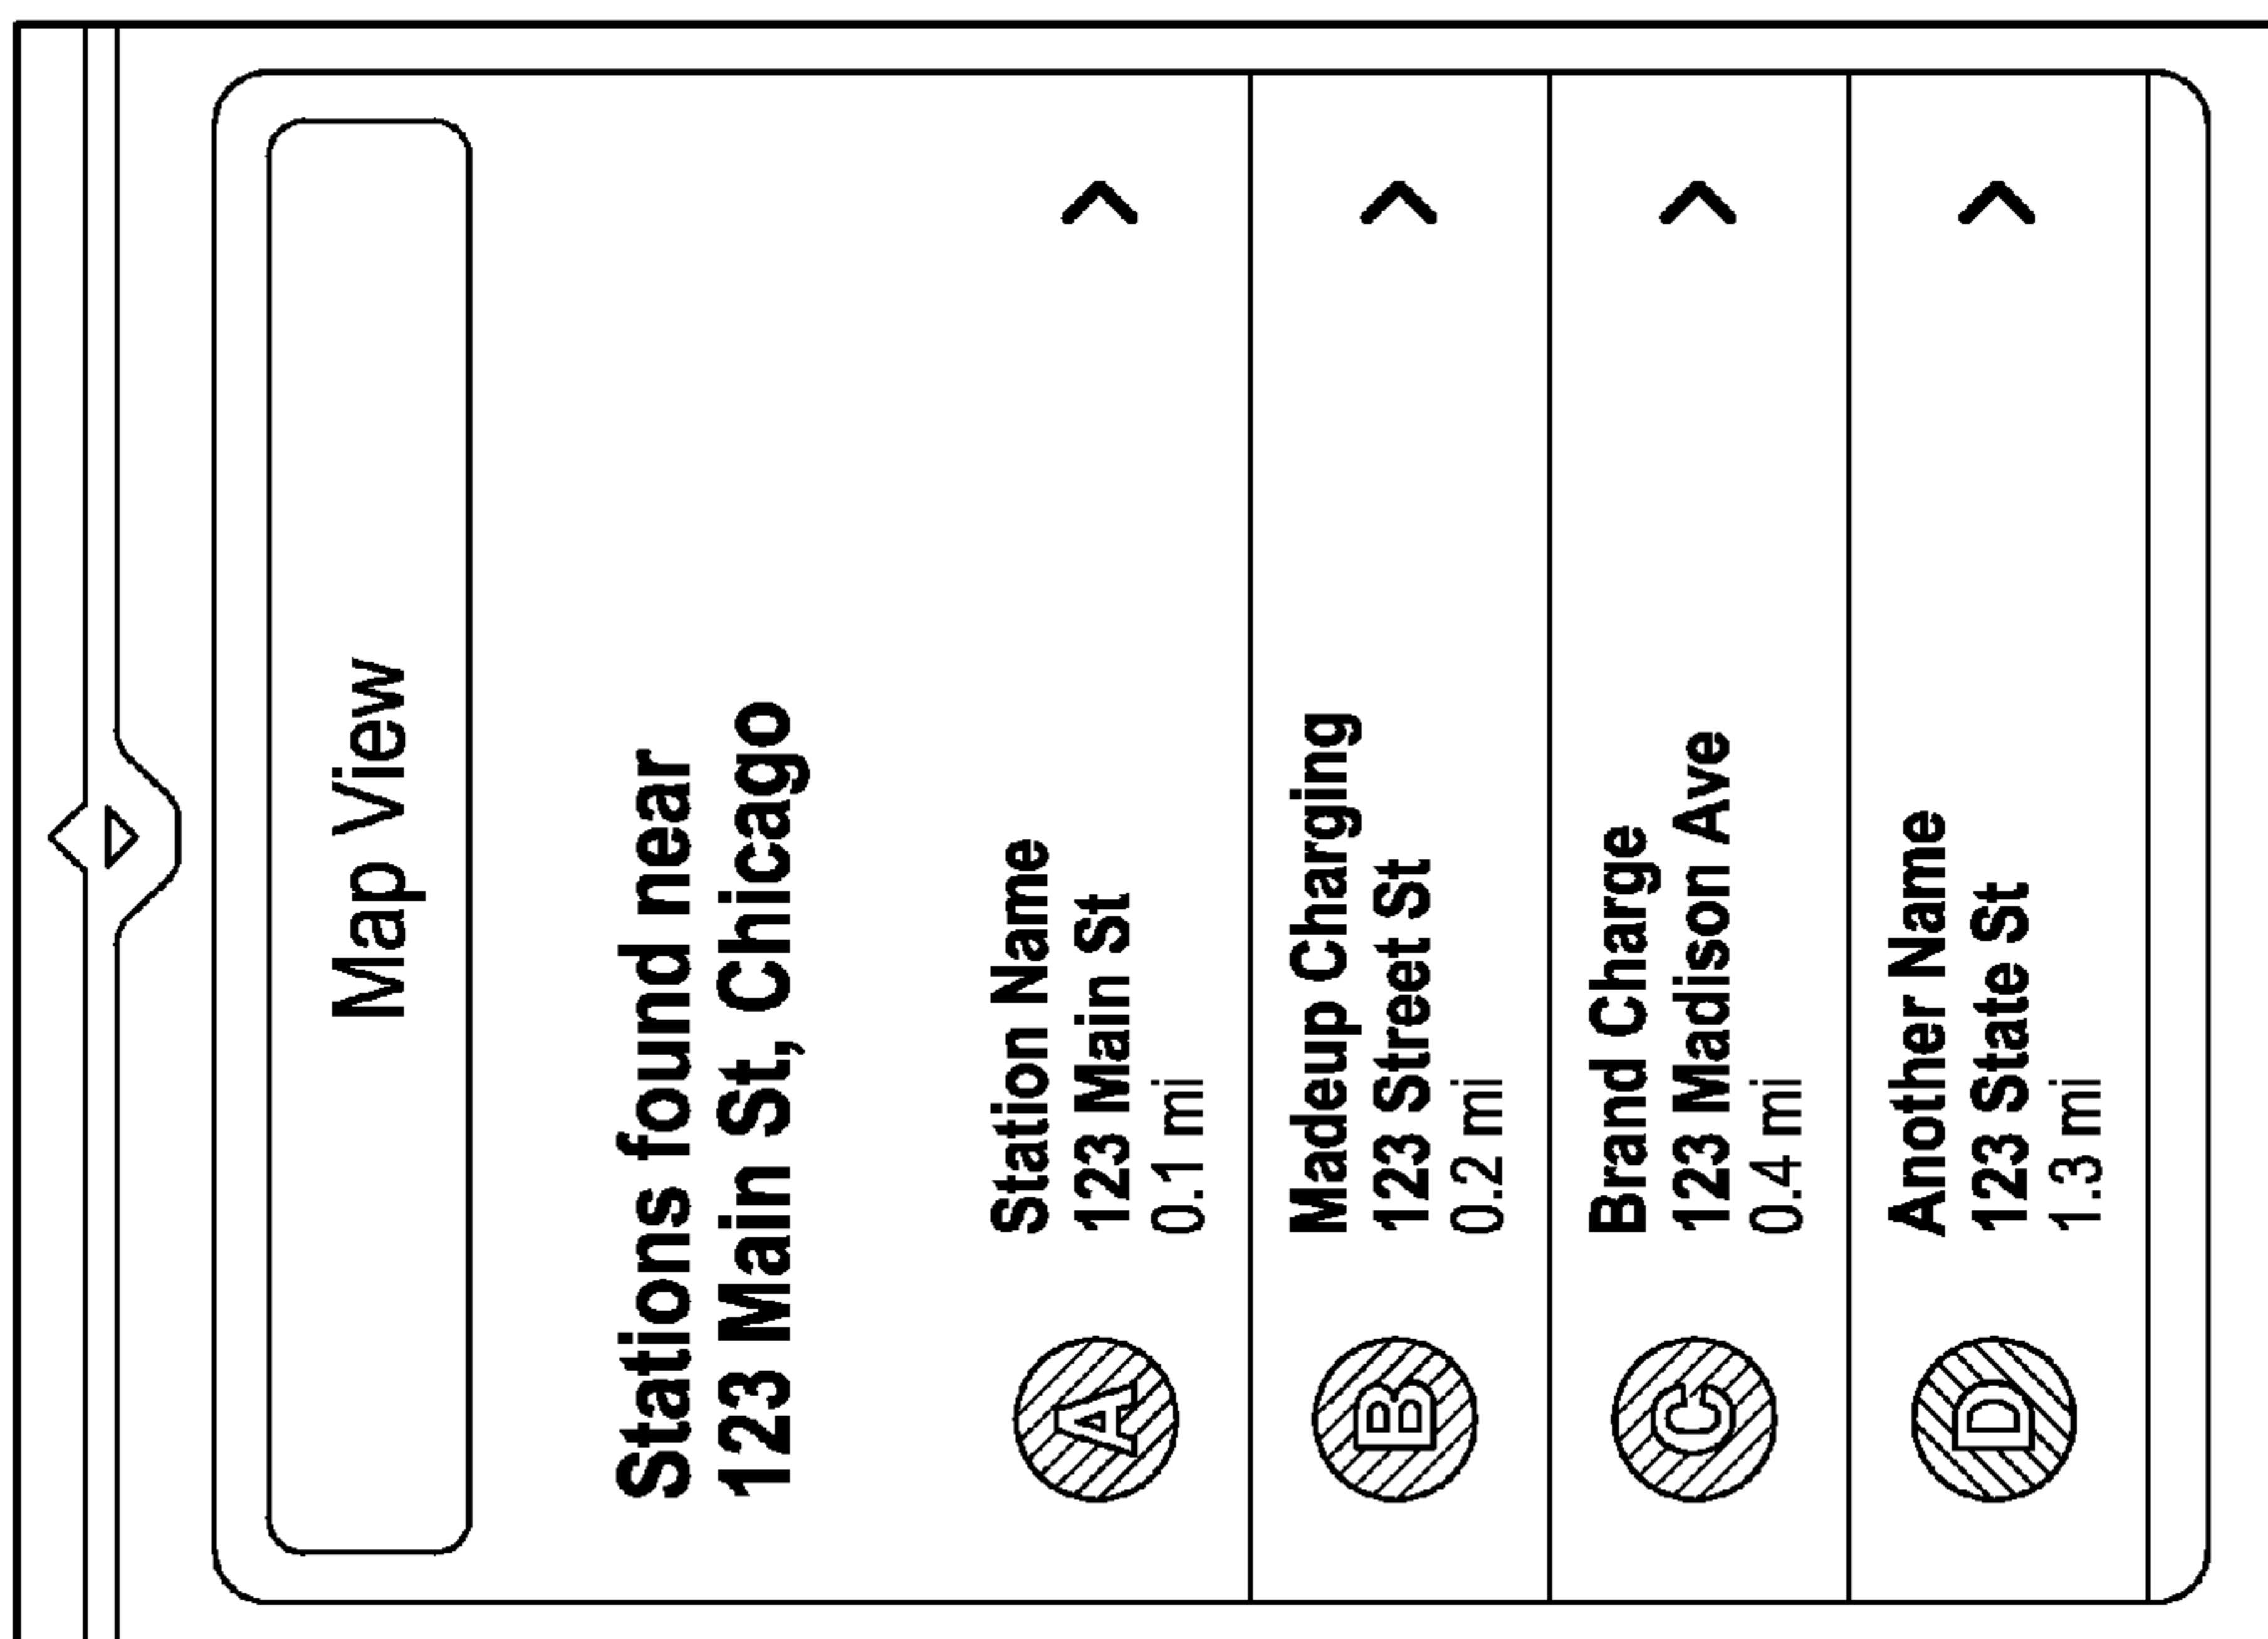 Map View
Stations found near
123 Main St, Chicago
A
Station Name
123 Main St
0.1 mi
B
Madeup Charging
123 Street St
0.2 mi
C
Brand Charge
123 Madison Ave
0.4 mi
D
Another Name
123 State St
1.3 mi